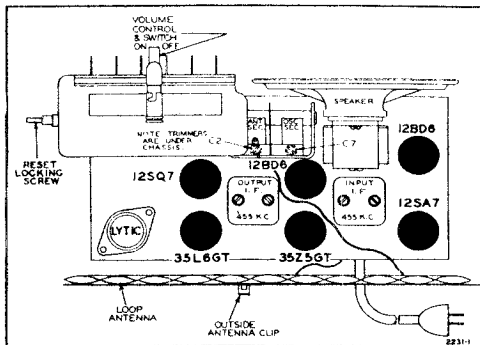 VOLUME
CONTROL
& SWITCH
ON - OFF
SPEAKER
RESET
LOCKING
SCREW
NOTE TRIMMERS
ARE UNDER
CHASSIS.
C2
ANT
SEC
OSC
SEC
C7
12BD6
12BD6
12SQ7
OUTPUT
I.F.
455 K.C
INPUT
I.F.
455 K.C
12SA7
LYTIC
35L6GT
35Z5GT
LOOP
ANTENNA
OUTSIDE
ANTENNA CLIP
2231-1